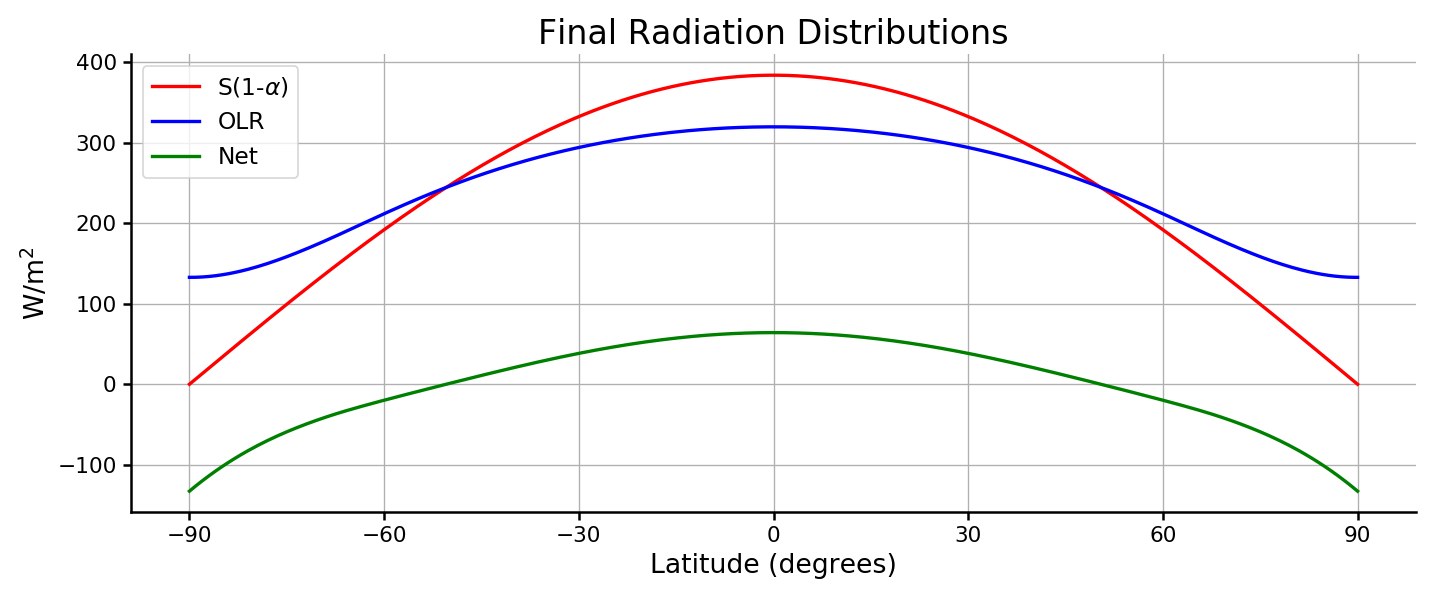 Final Radiation Distributions
S(1-α)
OLR
Net
W/m²
400
300
200
100
0
−100
−90
−60
−30
0
30
60
90
Latitude (degrees)